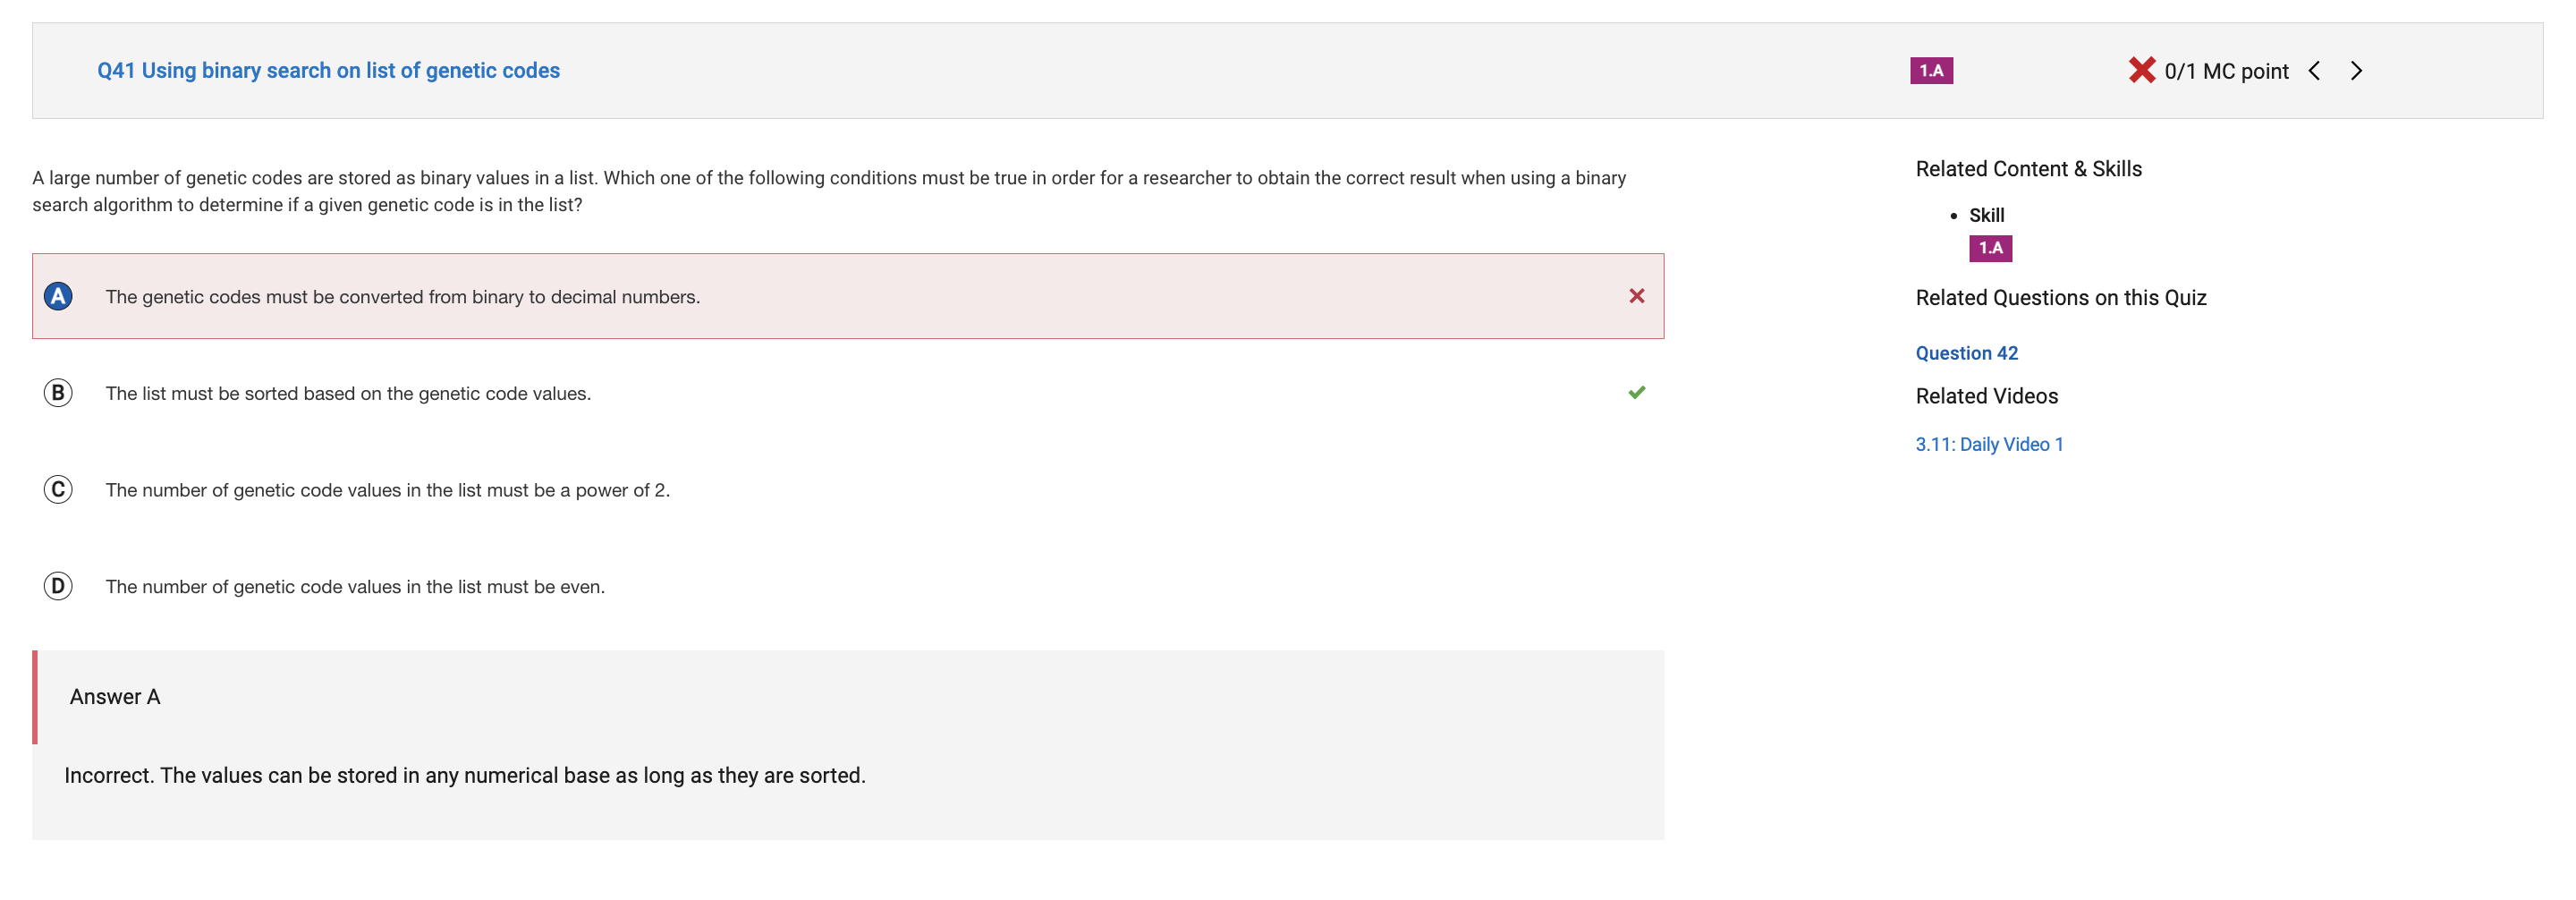 Q41 Using binary search on list of genetic codes
1.A
0/1 MC point
A large number of genetic codes are stored as binary values in a list. Which one of the following conditions must be true in order for a researcher to obtain the correct result when using a binary
search algorithm to determine if a given genetic code is in the list?
A The genetic codes must be converted from binary to decimal numbers.
B The list must be sorted based on the genetic code values.
C The number of genetic code values in the list must be a power of 2.
D The number of genetic code values in the list must be even.
Answer A
Incorrect. The values can be stored in any numerical base as long as they are sorted.
Related Content & Skills
• Skill
1.A
Related Questions on this Quiz
Question 42
Related Videos
3.11: Daily Video 1